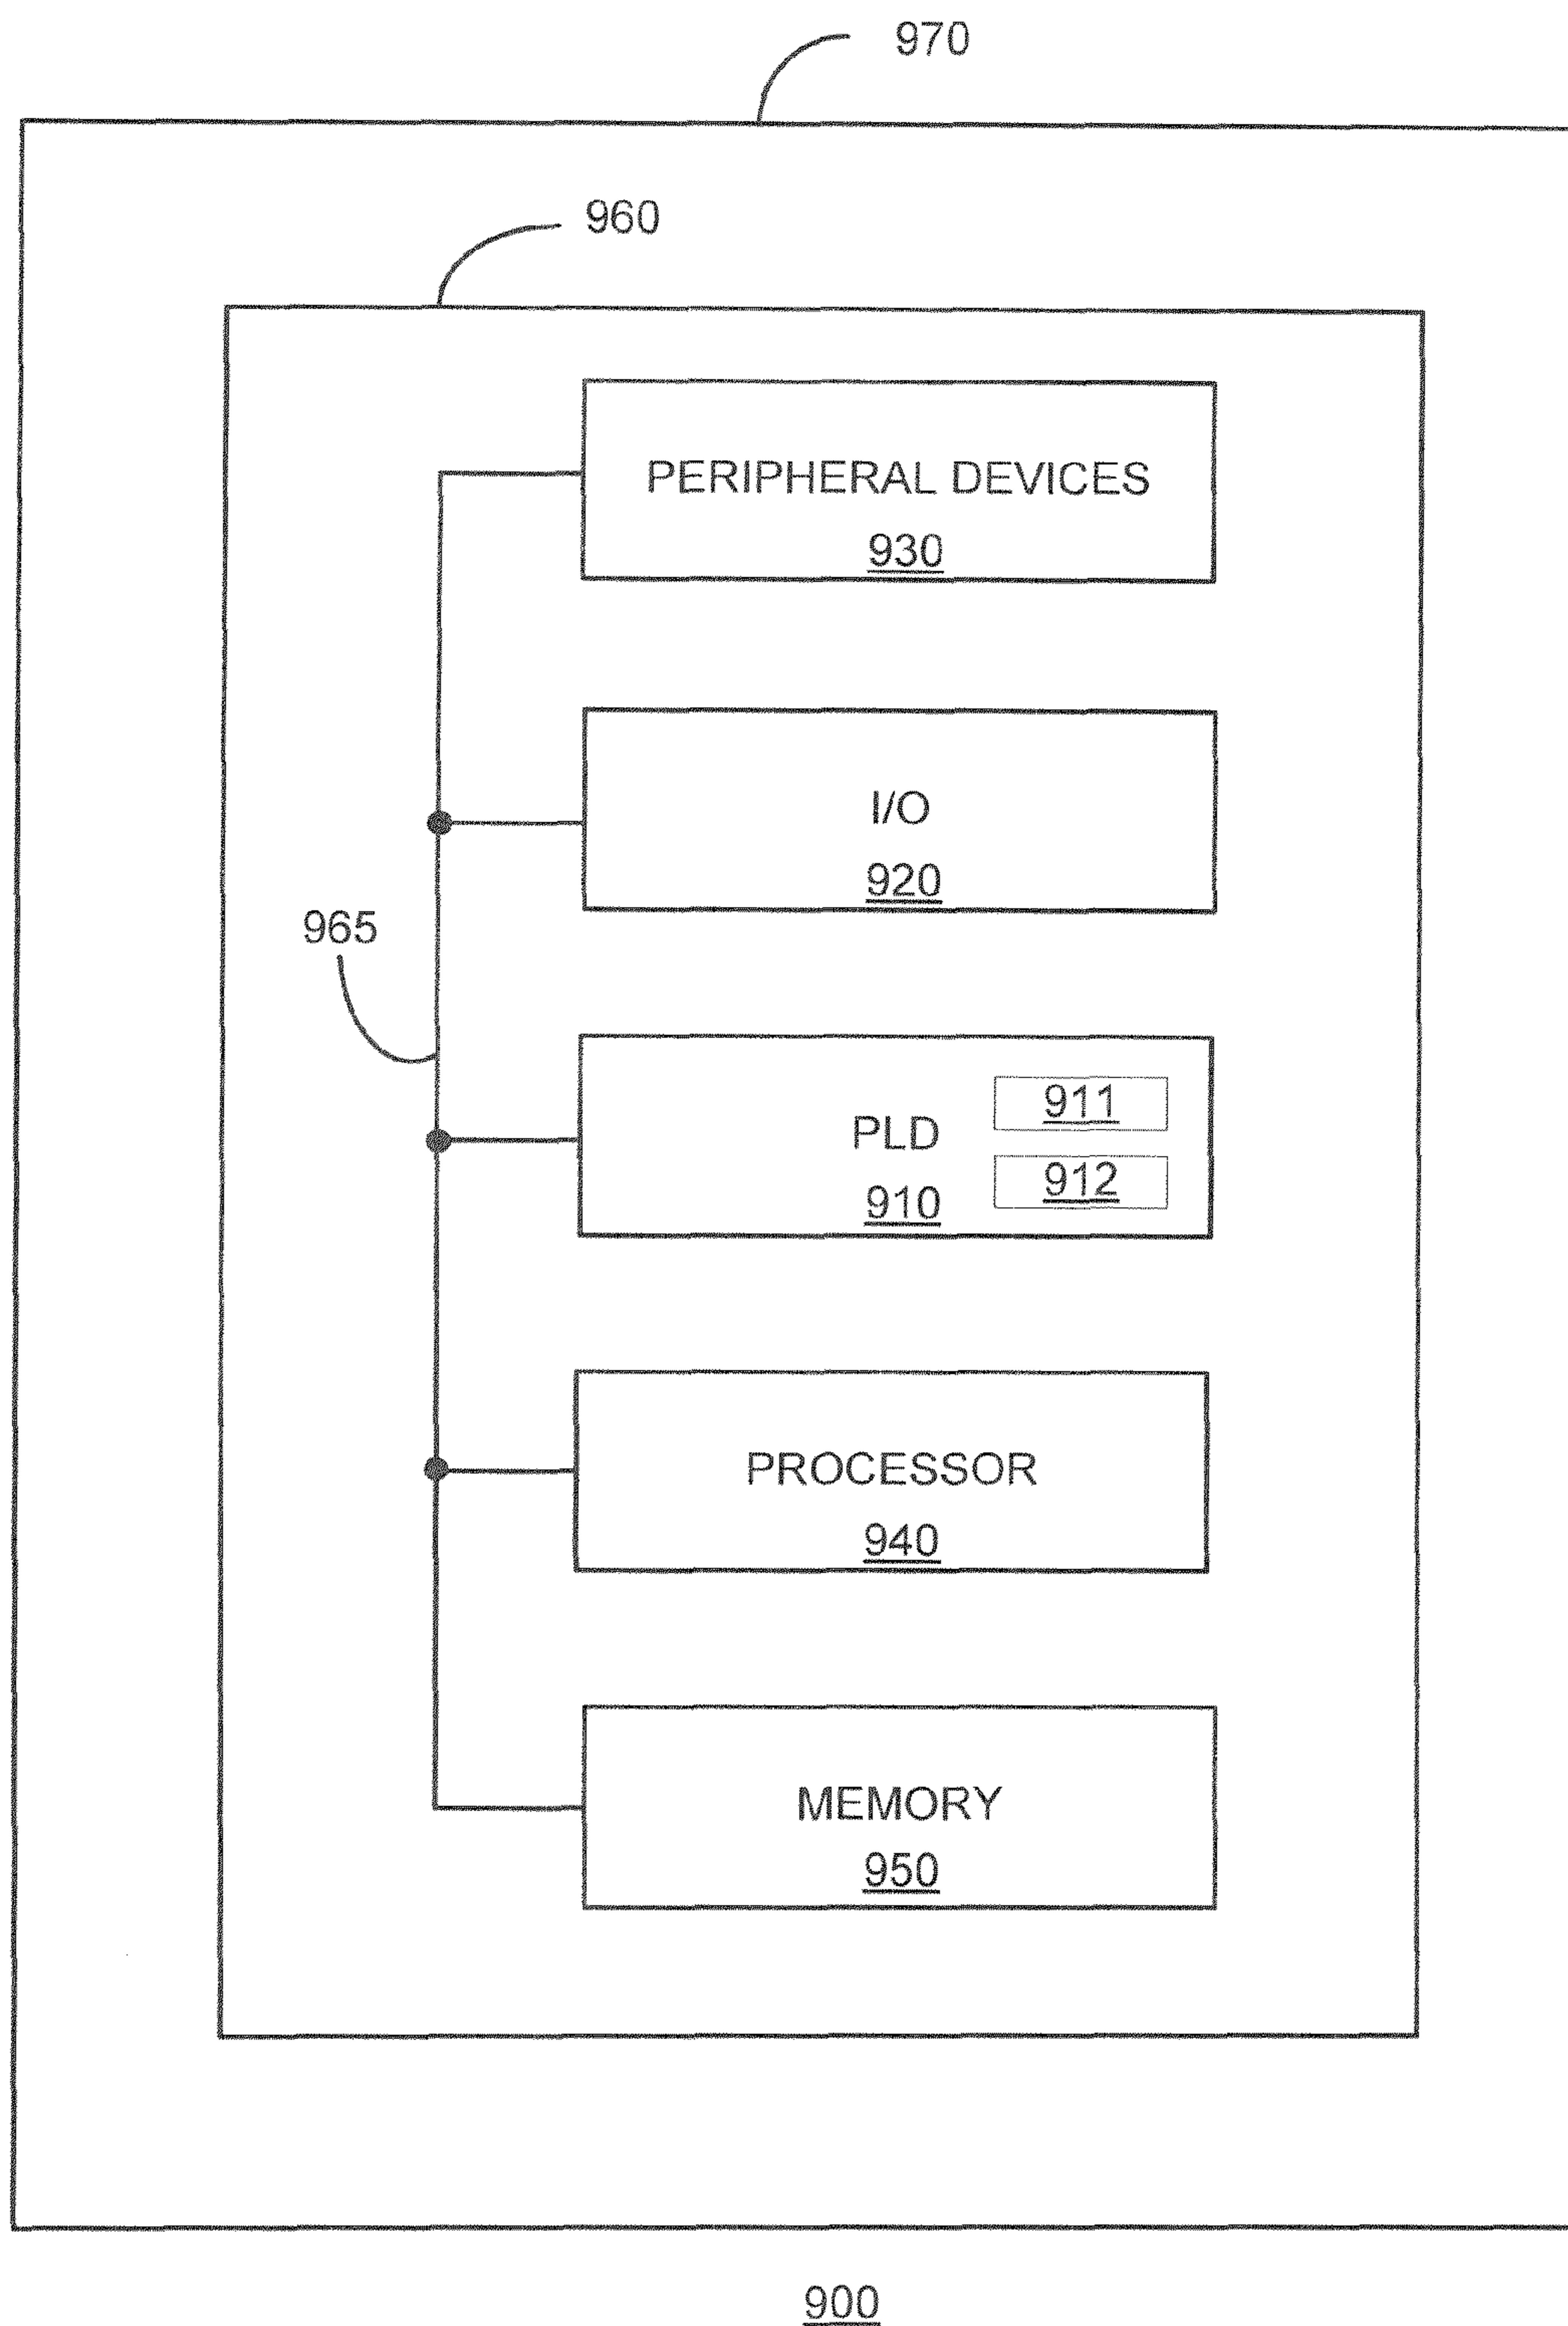 970
960
PERIPHERAL DEVICES
930
I/O
920
965
PLD
910
911
912
PROCESSOR
940
MEMORY
950
900